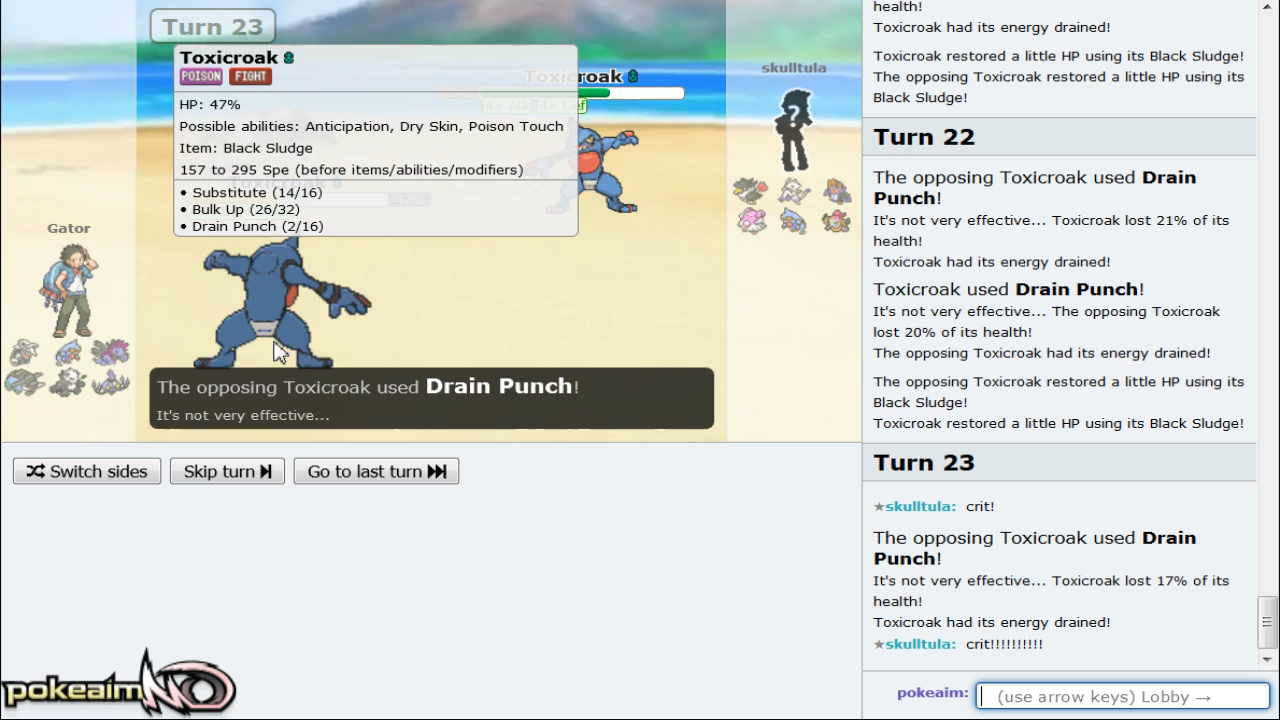 Turn 23
Toxicroak
POISON FIGHT
HP: 47%
Possible abilities: Anticipation, Dry Skin, Poison Touch
Item: Black Sludge
157 to 295 Spe (before items/abilities/modifiers)
• Substitute (14/16)
• Bulk Up (26/32)
• Drain Punch (2/16)
Toxicroak
4x Atk 4x Def
skulltula
?
Gator
The opposing Toxicroak used Drain Punch!
It's not very effective...
Switch sides
Skip turn
Go to last turn
pokeaimMD
health!
Toxicroak had its energy drained!
Toxicroak restored a little HP using its Black Sludge!
The opposing Toxicroak restored a little HP using its
Black Sludge!
Turn 22
The opposing Toxicroak used Drain
Punch!
It's not very effective... Toxicroak lost 21% of its
health!
Toxicroak had its energy drained!
Toxicroak used Drain Punch!
It's not very effective... The opposing Toxicroak
lost 20% of its health!
The opposing Toxicroak had its energy drained!
The opposing Toxicroak restored a little HP using its
Black Sludge!
Toxicroak restored a little HP using its Black Sludge!
Turn 23
★skulltula: crit!
The opposing Toxicroak used Drain
Punch!
It's not very effective... Toxicroak lost 17% of its
health!
Toxicroak had its energy drained!
★skulltula: crit!!!!!!!!!!
pokeaim: (use arrow keys) Lobby →